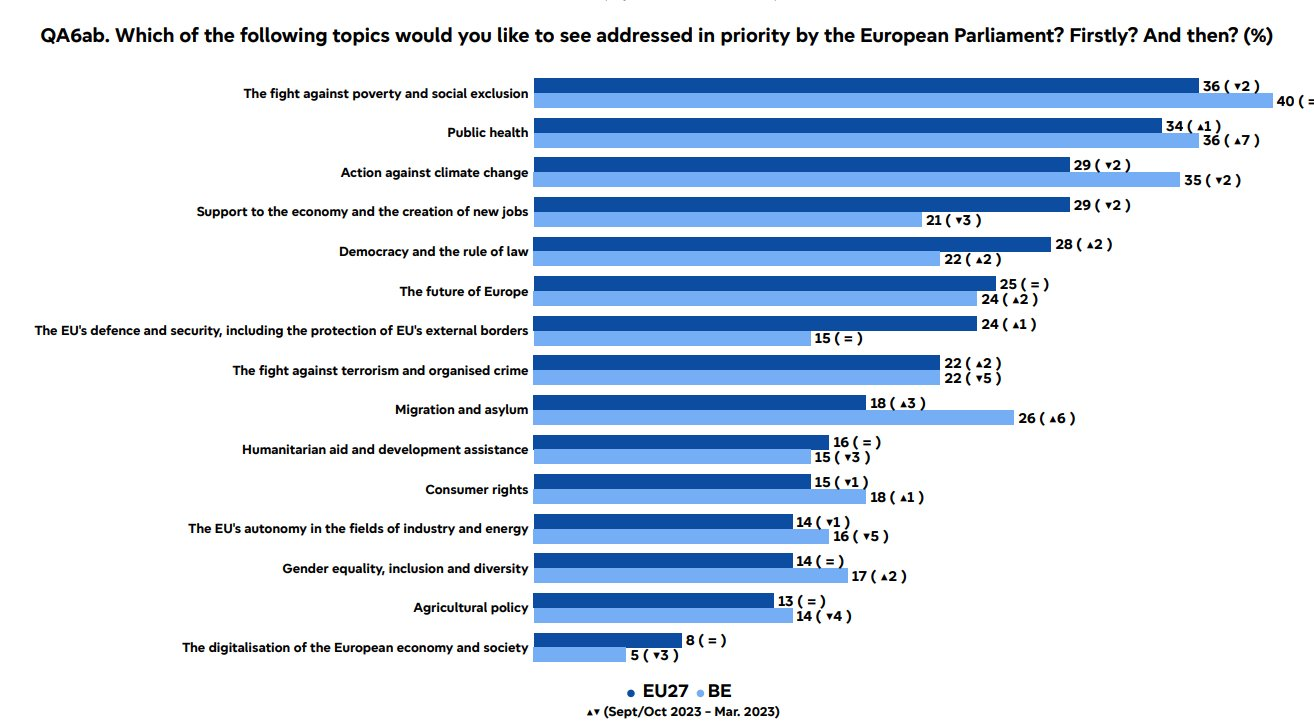 QA6ab. Which of the following topics would you like to see addressed in priority by the European Parliament? Firstly? And then? (%)
The fight against poverty and social exclusion
36 ( ▾2 )
40 ( =
Public health
34 ( ▴1 )
36 ( ▴7 )
Action against climate change
29 ( ▾2 )
35 ( ▾2 )
Support to the economy and the creation of new jobs
29 ( ▾2 )
21 ( ▾3 )
Democracy and the rule of law
28 ( ▴2 )
22 ( ▴2 )
The future of Europe
25 ( = )
24 ( ▴2 )
The EU's defence and security, including the protection of EU's external borders
24 ( ▴1 )
15 ( = )
The fight against terrorism and organised crime
22 ( ▴2 )
22 ( ▾5 )
Migration and asylum
18 ( ▴3 )
26 ( ▴6 )
Humanitarian aid and development assistance
16 ( = )
15 ( ▾3 )
Consumer rights
15 ( ▾1 )
18 ( ▴1 )
The EU's autonomy in the fields of industry and energy
14 ( ▾1 )
16 ( ▾5 )
Gender equality, inclusion and diversity
14 ( = )
17 ( ▴2 )
Agricultural policy
13 ( = )
14 ( ▾4 )
The digitalisation of the European economy and society
8 ( = )
5 ( ▾3 )
● EU27 ● BE
▴▾ (Sept/Oct 2023 - Mar. 2023)